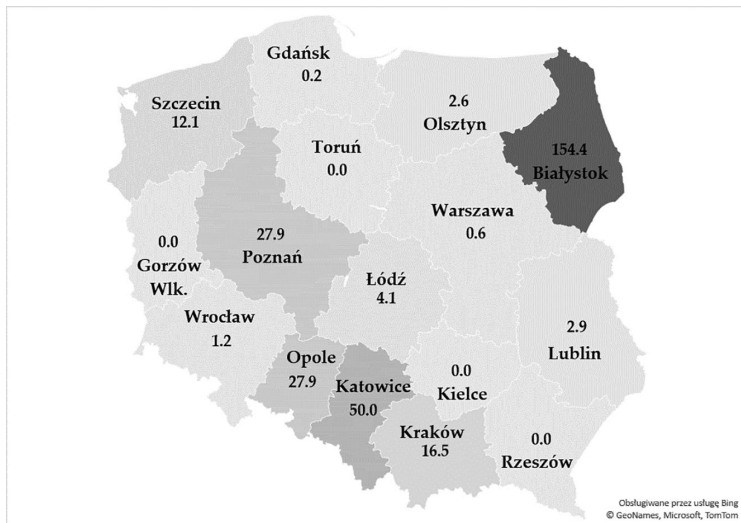 Gdańsk
0.2
Szczecin
12.1
2.6
Olsztyn
Toruń
0.0
154.4
Białystok
Warszawa
0.6
0.0
Gorzów
Wlk.
27.9
Poznań
Łódź
4.1
Wrocław
1.2
2.9
Lublin
Opole
27.9
Katowice
50.0
0.0
Kielce
Kraków
16.5
0.0
Rzeszów
Obsługiwane przez usługę Bing
© GeoNames, Microsoft, TomTom